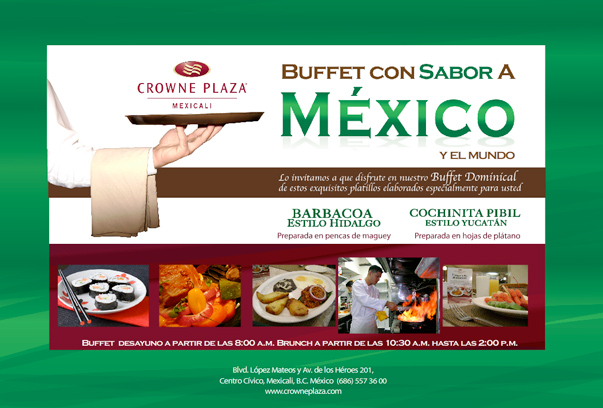 CROWNE PLAZA
MEXICALI
BUFFET CON SABOR A
MÉXICO
Y EL MUNDO
Lo invitamos a que disfrute en nuestro Buffet Dominical
de estos exquisitos platillos elaborados especialmente para usted
BARBACOA
ESTILO HIDALGO
Preparada en pencas de maguey
COCHINITA PIBIL
ESTILO YUCATÁN
Preparada en hojas de plátano
BUFFET DESAYUNO A PARTIR DE LAS 8:00 A.M. BRUNCH A PARTIR DE LAS 10:30 A.M. HASTA LAS 2:00 P.M.
Blvd. López Mateos y Av. de los Héroes 201,
Centro Cívico, Mexicali, B.C. México (686) 557 36 00
www.crowneplaza.com